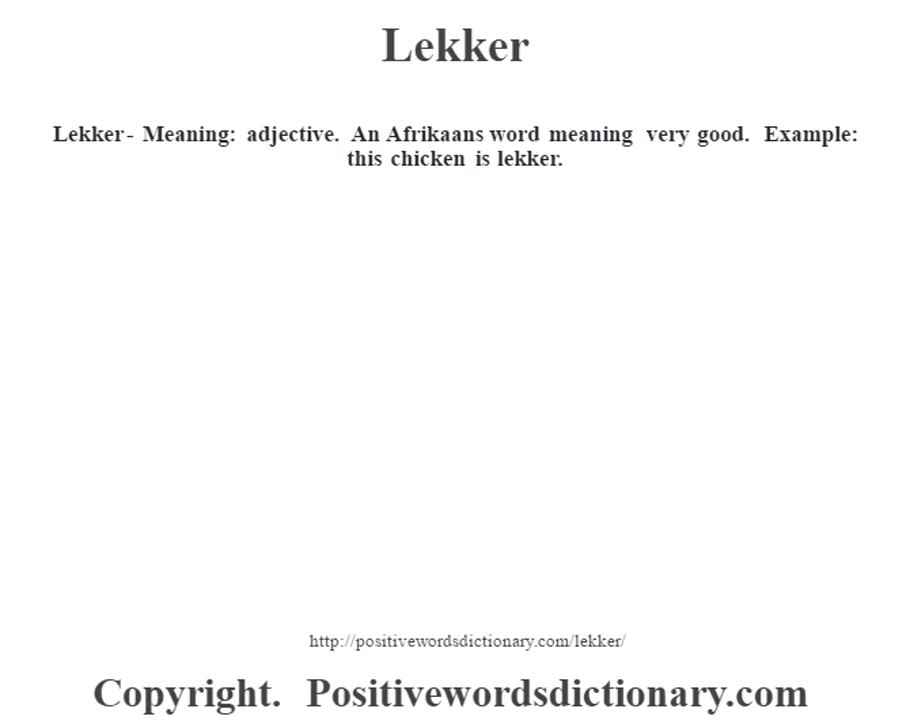 Lekker
Lekker- Meaning: adjective. An Afrikaans word meaning very good. Example:
this chicken is lekker.
http://positivewordsdictionary.com/lekker/
Copyright. Positivewordsdictionary.com